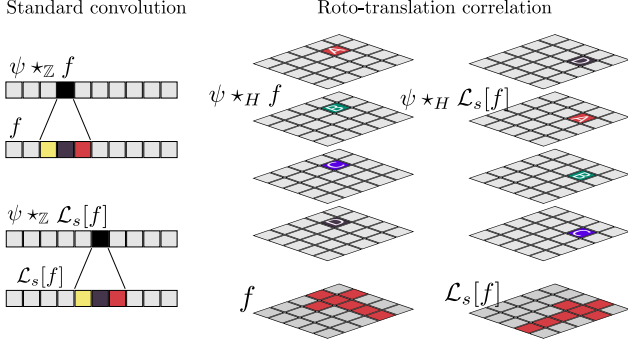 Standard convolution
ψ ⋆ℤ f
f
ψ ⋆ℤ ℒₛ[f]
ℒₛ[f]
Roto-translation correlation
ψ ⋆H f
A
B
C
D
f
ψ ⋆H ℒₛ[f]
D
A
B
C
ℒₛ[f]